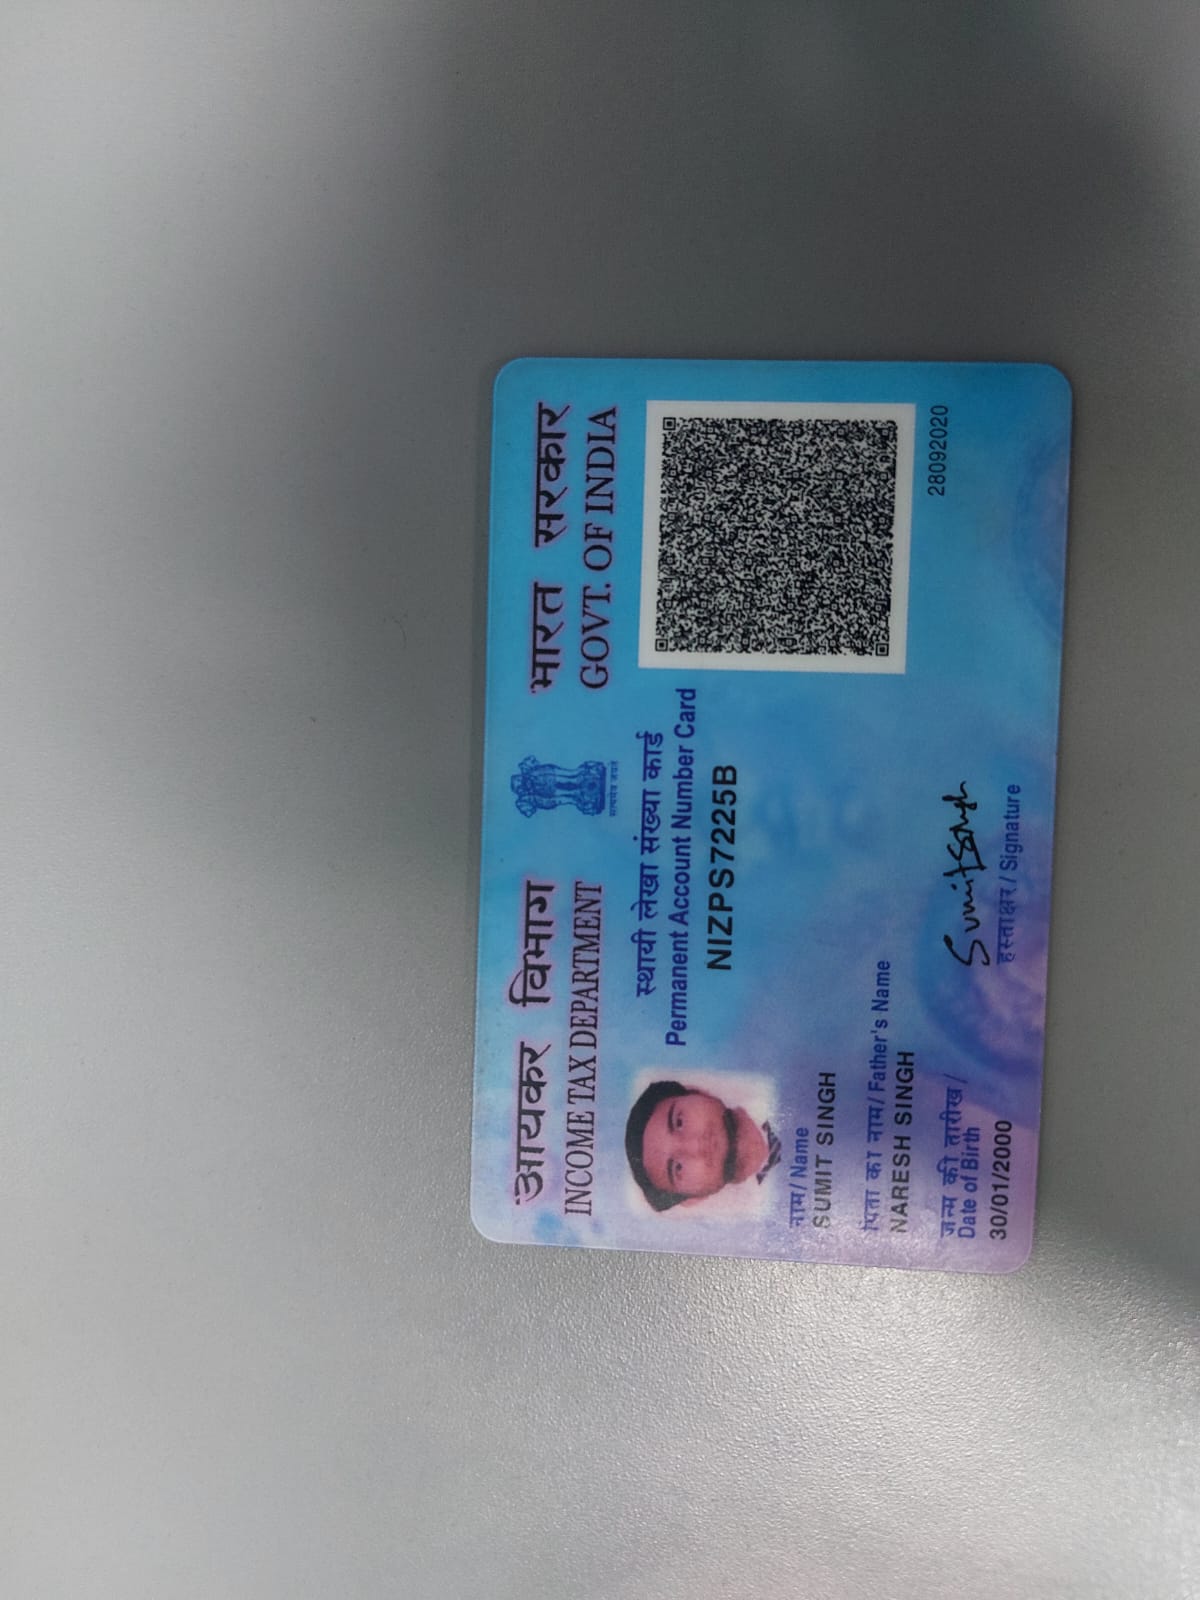 आयकर विभाग
INCOME TAX DEPARTMENT
भारत सरकार
GOVT. OF INDIA
सत्यमेव जयते
स्थायी लेखा संख्या कार्ड
Permanent Account Number Card
NIZPS7225B
नाम / Name
SUMIT SINGH
पिता का नाम / Father's Name
NARESH SINGH
जन्म की तारीख /
Date of Birth
30/01/2000
Sumit Singh
हस्ताक्षर / Signature
28092020